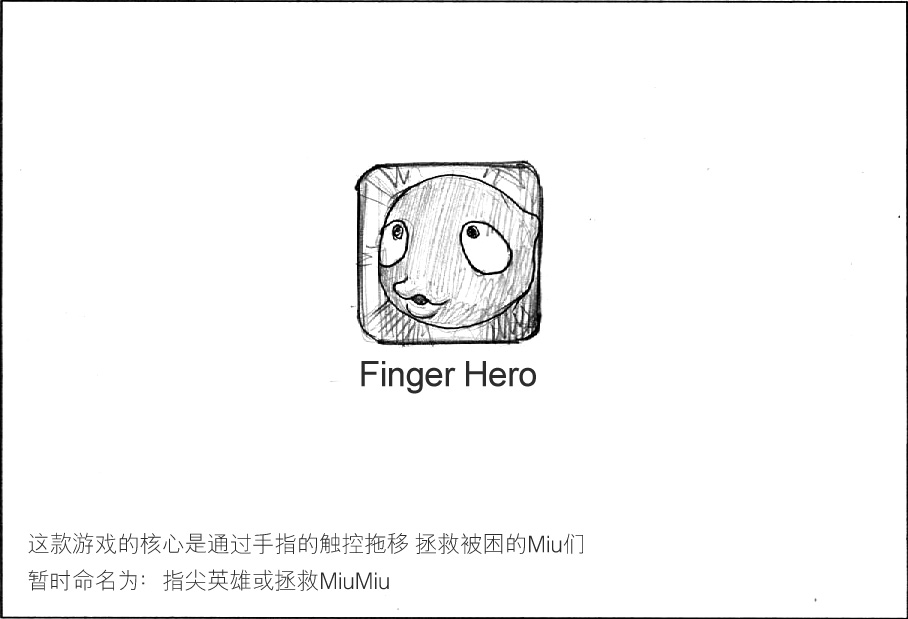 Finger Hero
这款游戏的核心是通过手指的触控拖移 拯救被困的Miu们
暂时命名为：指尖英雄或拯救MiuMiu